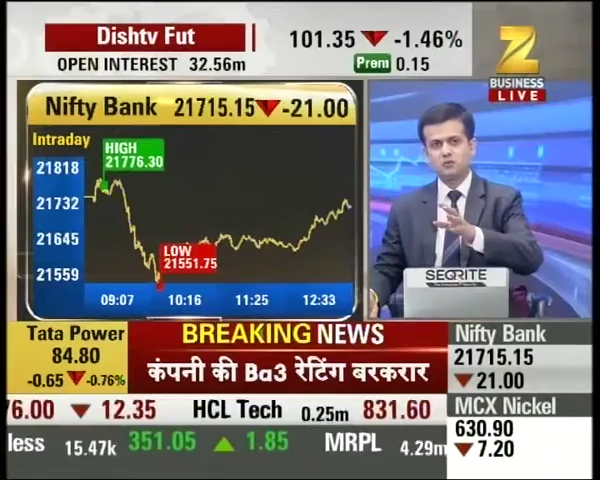 Dishtv Fut
OPEN INTEREST 32.56m
101.35 -1.46%
Prem 0.15
Z
BUSINESS
LIVE
Nifty Bank 21715.15 -21.00
Intraday
HIGH
21776.30
21818
21732
21645
21559
LOW
21551.75
09:07 10:16 11:25 12:33
SEQRITE
Tata Power
84.80
-0.65 -0.76%
BREAKING NEWS
कंपनी की Ba3 रेटिंग बरकरार
Nifty Bank
21715.15
21.00
MCX Nickel
630.90
7.20
76.00 12.35 HCL Tech 0.25m 831.60
less 15.47k 351.05 1.85 MRPL 4.29m